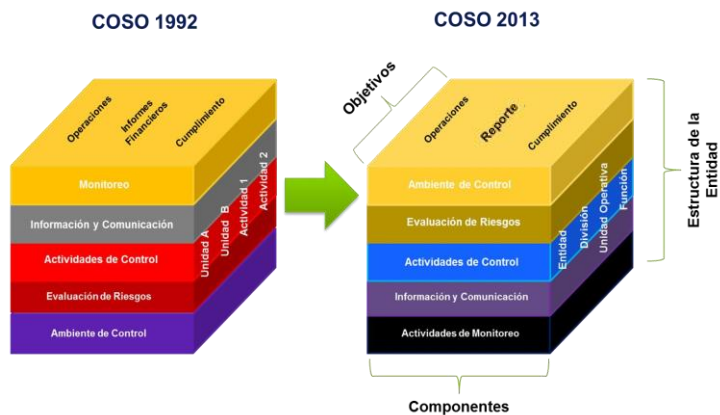 COSO 1992
Operaciones
Informes
Financieros
Cumplimiento
Monitoreo
Información y Comunicación
Actividades de Control
Evaluación de Riesgos
Ambiente de Control
Unidad A
Unidad B
Actividad 1
Actividad 2
COSO 2013
Objetivos
Operaciones
Reporte
Cumplimiento
Ambiente de Control
Evaluación de Riesgos
Actividades de Control
Información y Comunicación
Actividades de Monitoreo
Entidad
División
Unidad Operativa
Función
Estructura de la
Entidad
Componentes